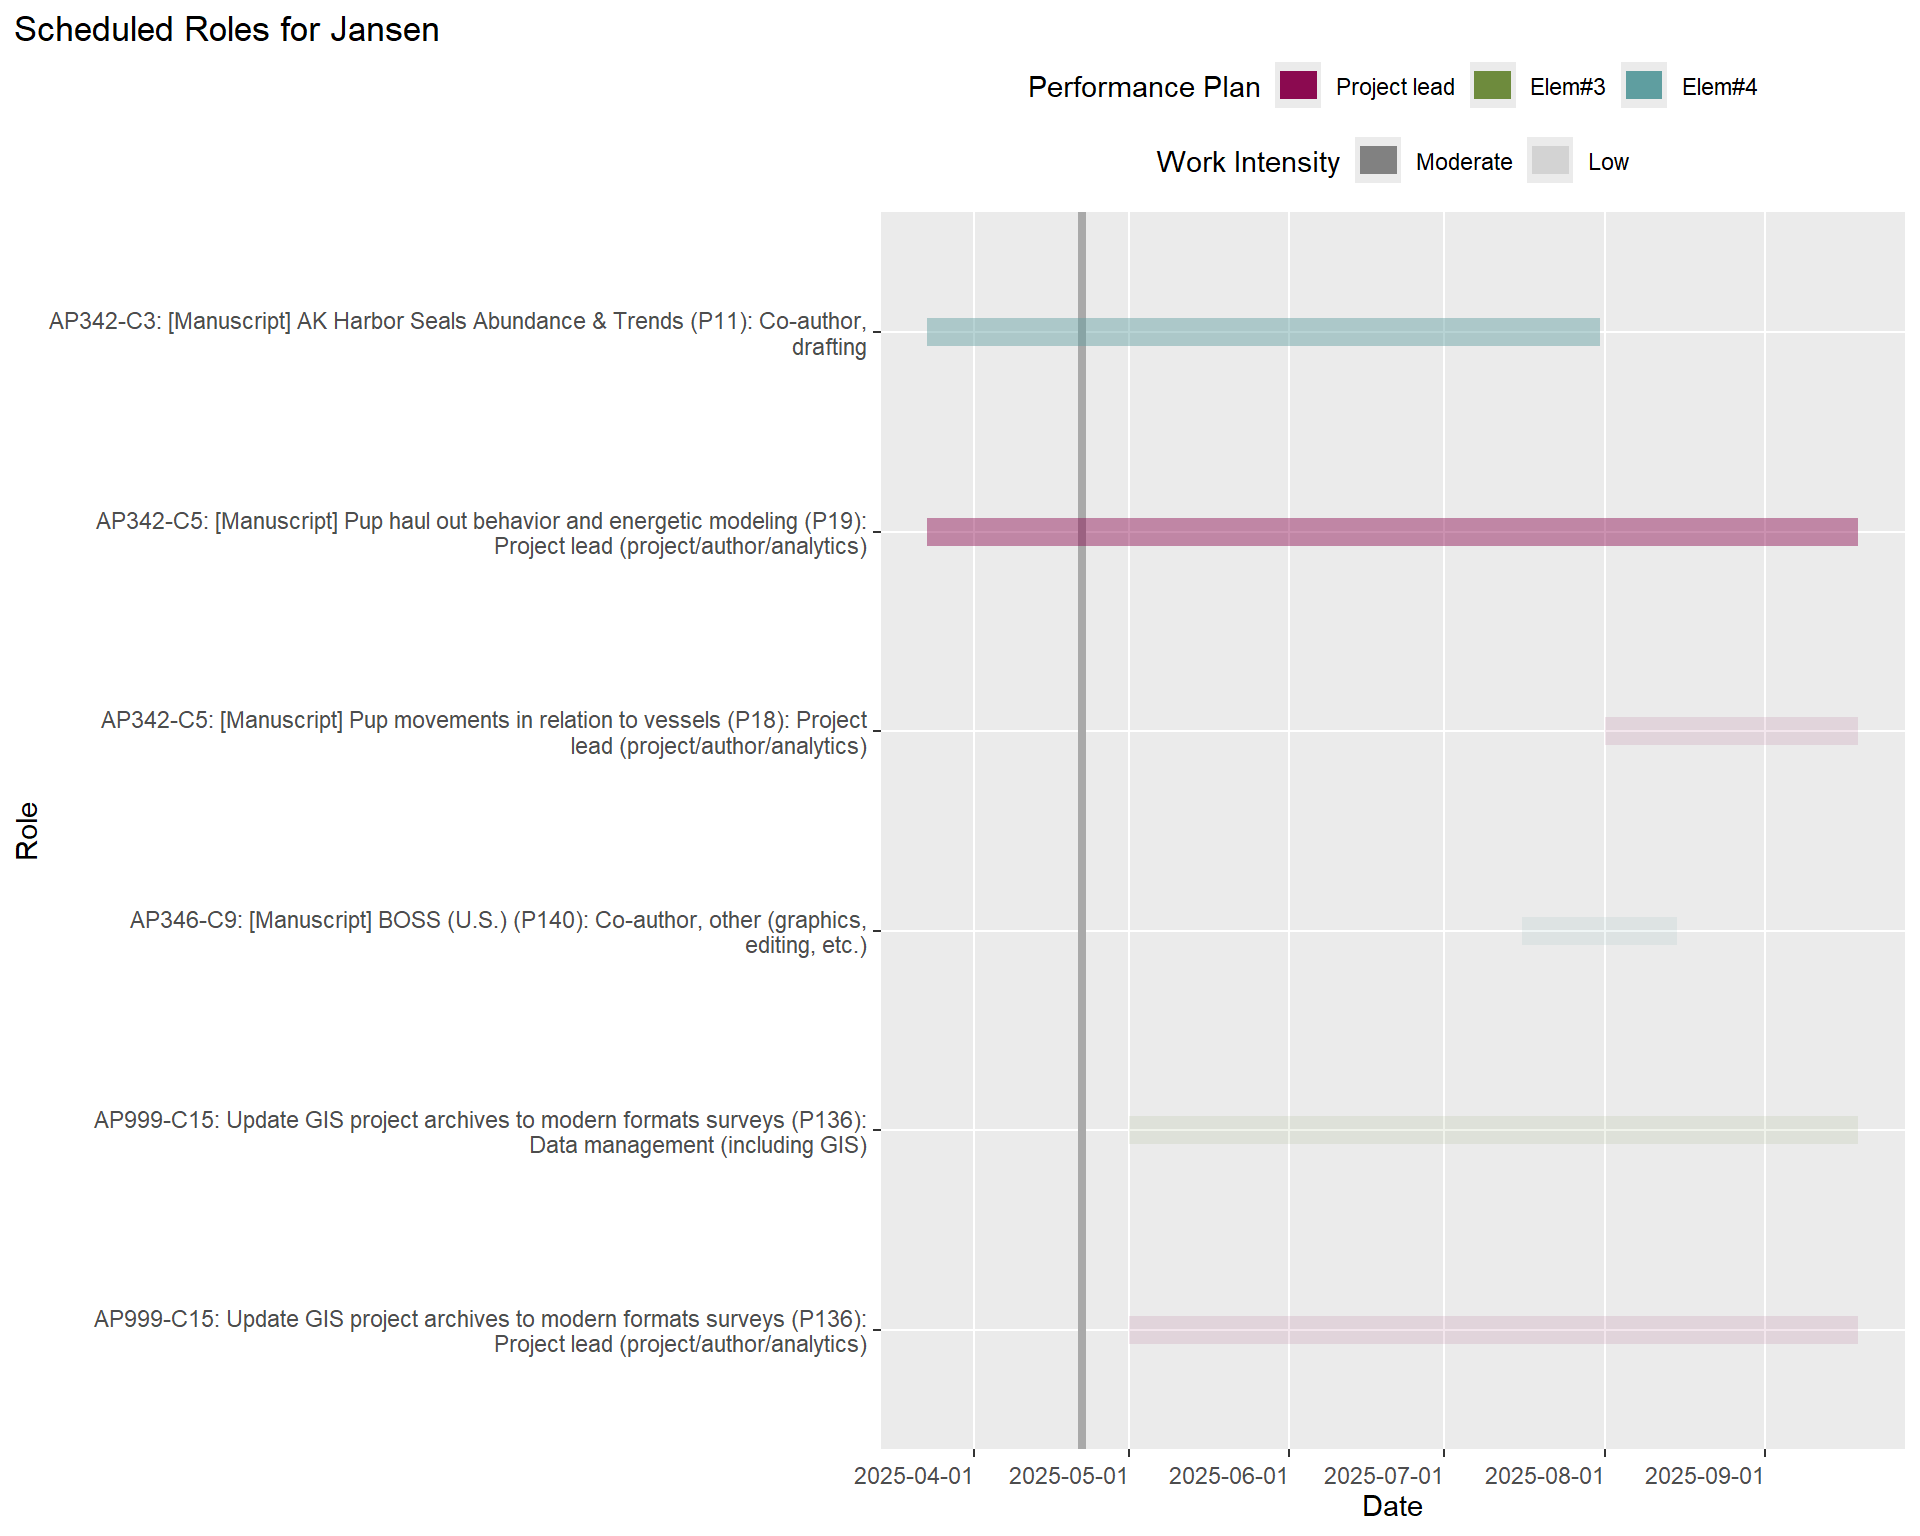 Scheduled Roles for Jansen
Performance Plan Project lead Elem#3 Elem#4
Work Intensity Moderate Low
AP342-C3: [Manuscript] AK Harbor Seals Abundance & Trends (P11): Co-author,
drafting
AP342-C5: [Manuscript] Pup haul out behavior and energetic modeling (P19):
Project lead (project/author/analytics)
AP342-C5: [Manuscript] Pup movements in relation to vessels (P18): Project
lead (project/author/analytics)
Role
AP346-C9: [Manuscript] BOSS (U.S.) (P140): Co-author, other (graphics,
editing, etc.)
AP999-C15: Update GIS project archives to modern formats surveys (P136):
Data management (including GIS)
AP999-C15: Update GIS project archives to modern formats surveys (P136):
Project lead (project/author/analytics)
2025-04-01 2025-05-01 2025-06-01 2025-07-01 2025-08-01 2025-09-01
Date